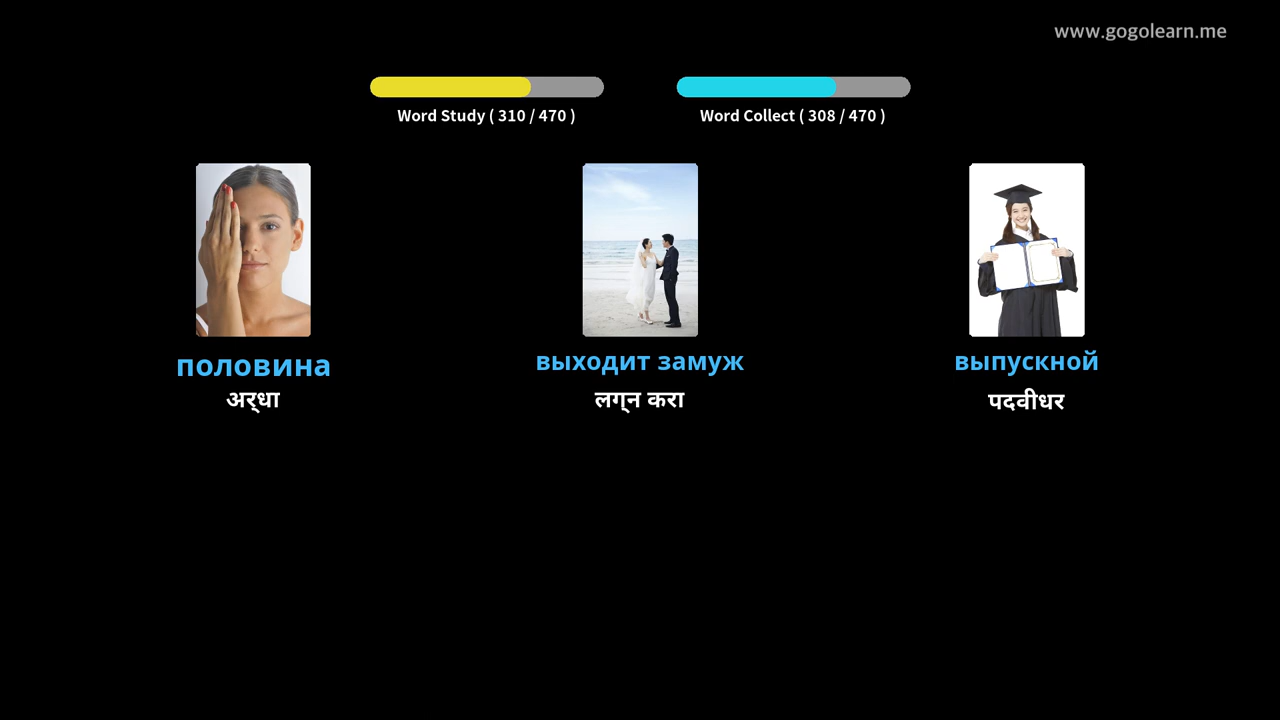 www.gogolearn.me
Word Study ( 310 / 470 )
Word Collect ( 308 / 470 )
половина
выходит замуж
выпускной
अर्‌धा
लग्‌न करा
पदवीधर